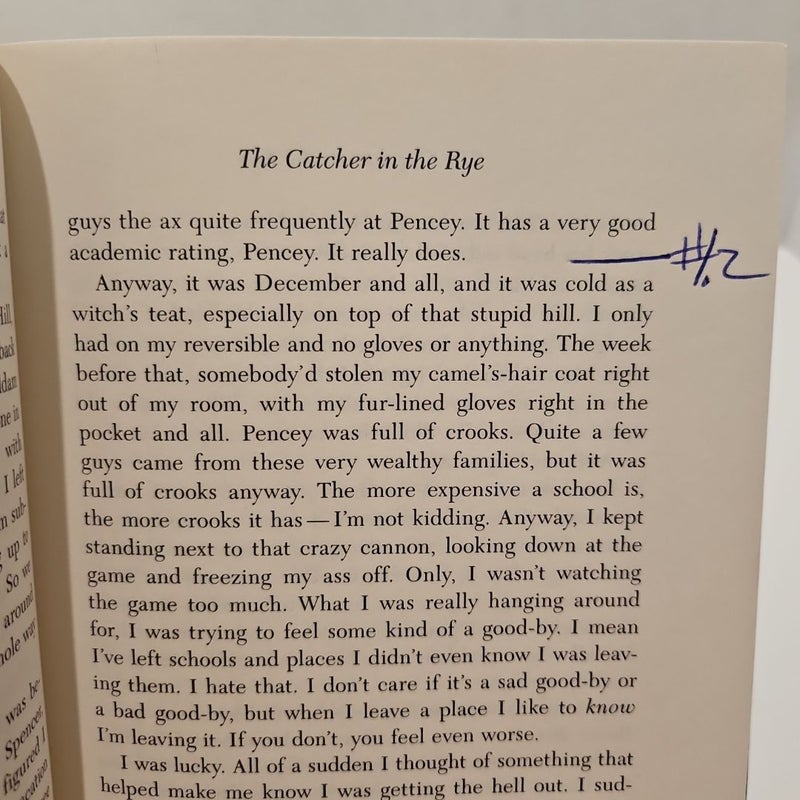 The Catcher in the Rye
guys the ax quite frequently at Pencey. It has a very good
academic rating, Pencey. It really does.
#2
Anyway, it was December and all, and it was cold as a
witch's teat, especially on top of that stupid hill. I only
had on my reversible and no gloves or anything. The week
before that, somebody'd stolen my camel's-hair coat right
out of my room, with my fur-lined gloves right in the
pocket and all. Pencey was full of crooks. Quite a few
guys came from these very wealthy families, but it was
full of crooks anyway. The more expensive a school is,
the more crooks it has — I'm not kidding. Anyway, I kept
standing next to that crazy cannon, looking down at the
game and freezing my ass off. Only, I wasn't watching
the game too much. What I was really hanging around
for, I was trying to feel some kind of a good-by. I mean
I've left schools and places I didn't even know I was leav-
ing them. I hate that. I don't care if it's a sad good-by or
a bad good-by, but when I leave a place I like to know
I'm leaving it. If you don't, you feel even worse.
I was lucky. All of a sudden I thought of something that
helped make me know I was getting the hell out. I sud-